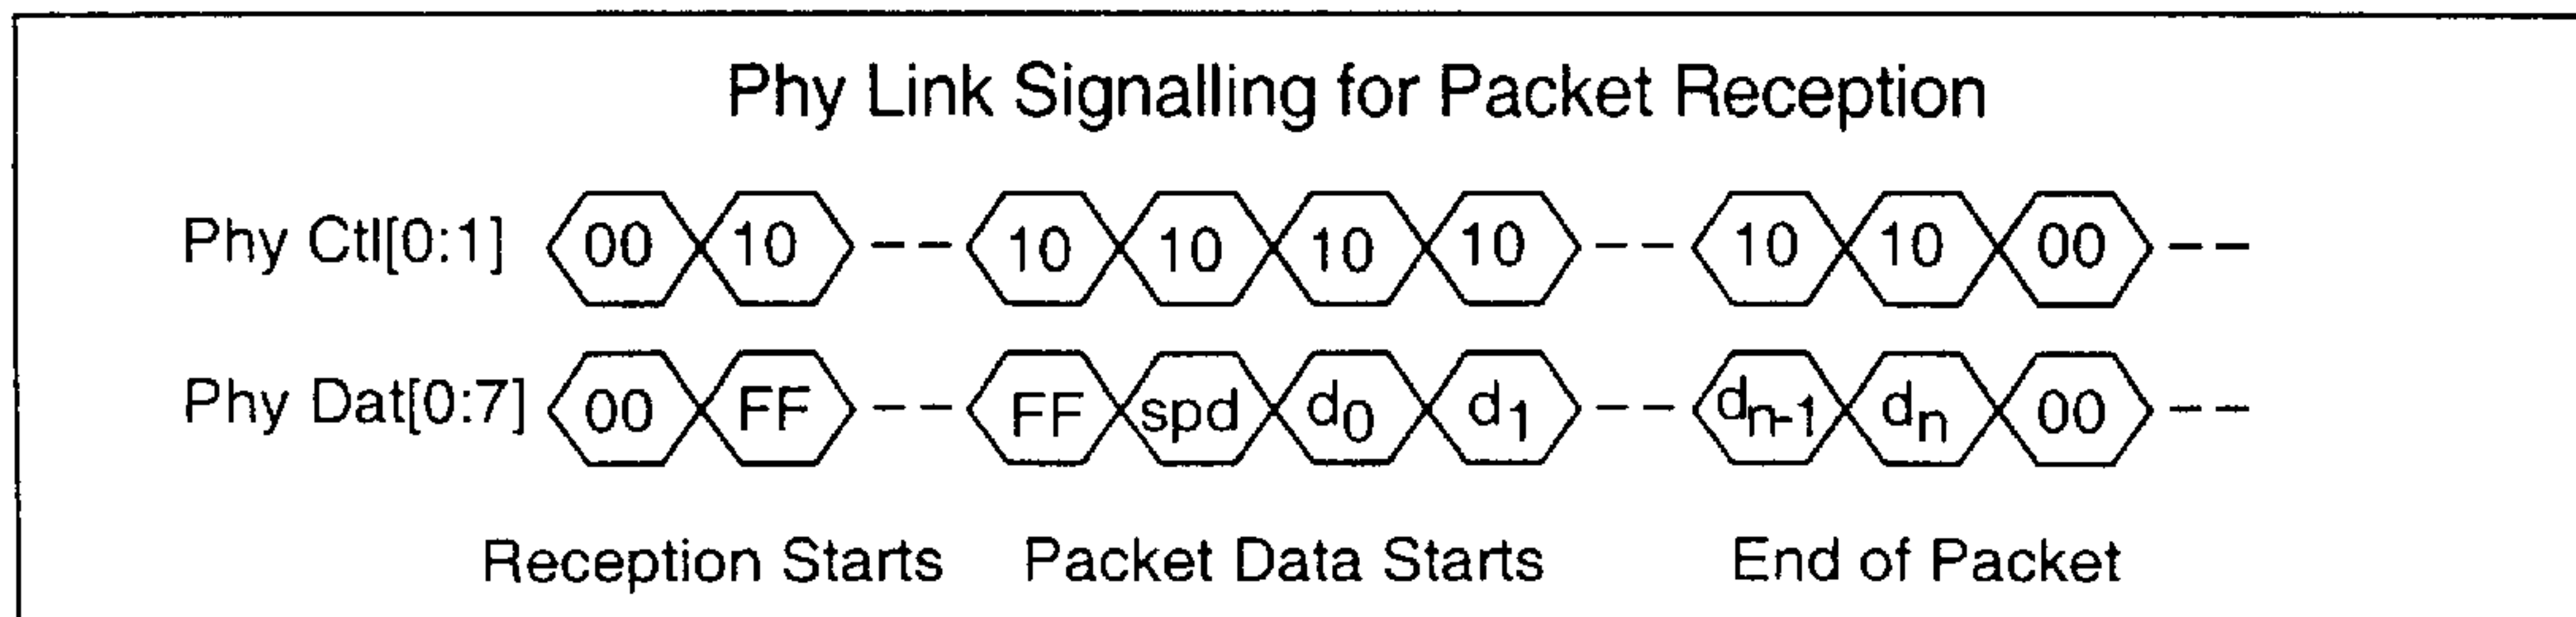 Phy Link Signalling for Packet Reception
Phy Ctl[0:1] 00 10 -- 10 10 10 10 -- 10 10 00 --
Phy Dat[0:7] 00 FF -- FF spd d0 d1 -- dn-1 dn 00 --
Reception Starts Packet Data Starts End of Packet